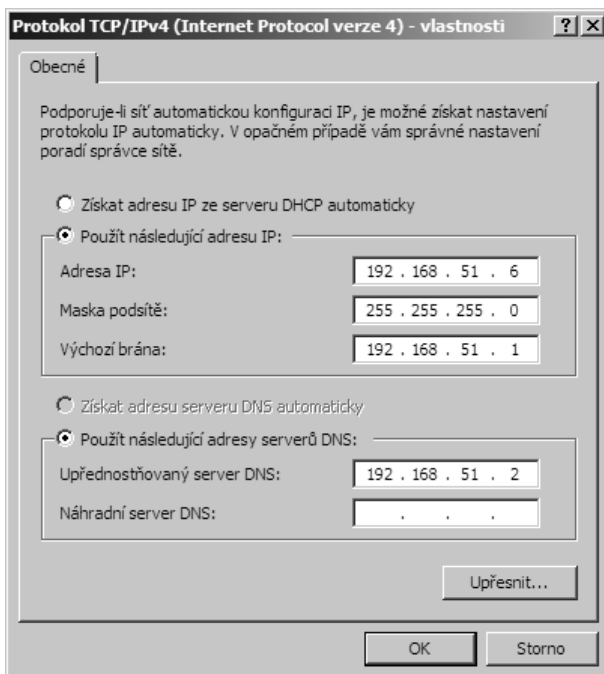 Protokol TCP/IPv4 (Internet Protocol verze 4) - vlastnosti
Obecné
Podporuje-li síť automatickou konfiguraci IP, je možné získat nastavení
protokolu IP automaticky. V opačném případě vám správné nastavení
poradí správce sítě.
Získat adresu IP ze serveru DHCP automaticky
Použít následující adresu IP:
Adresa IP: 192 . 168 . 51 . 6
Maska podsítě: 255 . 255 . 255 . 0
Výchozí brána: 192 . 168 . 51 . 1
Získat adresu serveru DNS automaticky
Použít následující adresy serverů DNS:
Upřednostňovaný server DNS: 192 . 168 . 51 . 2
Náhradní server DNS: . . .
Upřesnit...
OK Storno